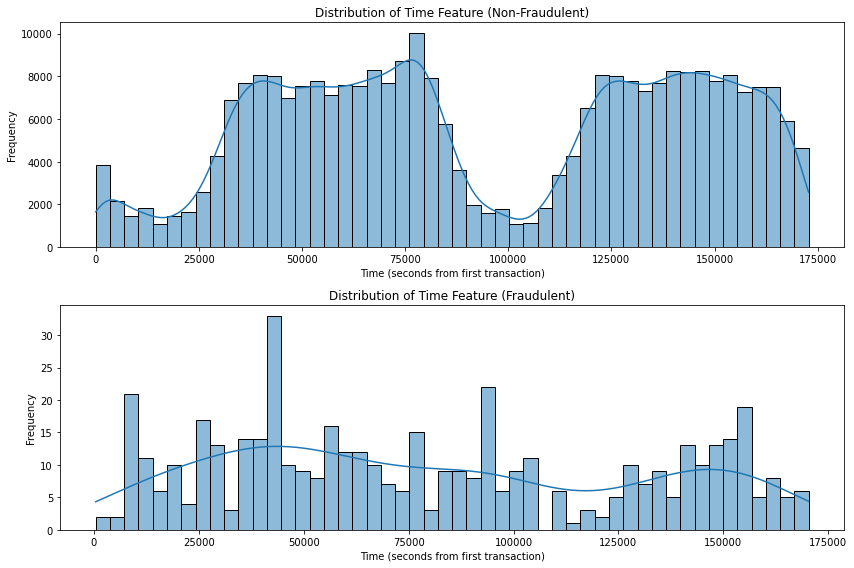 Distribution of Time Feature (Non-Fraudulent)
10000
8000
6000
4000
2000
0
Frequency
0 25000 50000 75000 100000 125000 150000 175000
Time (seconds from first transaction)
Distribution of Time Feature (Fraudulent)
30
25
20
15
10
5
0
Frequency
0 25000 50000 75000 100000 125000 150000 175000
Time (seconds from first transaction)